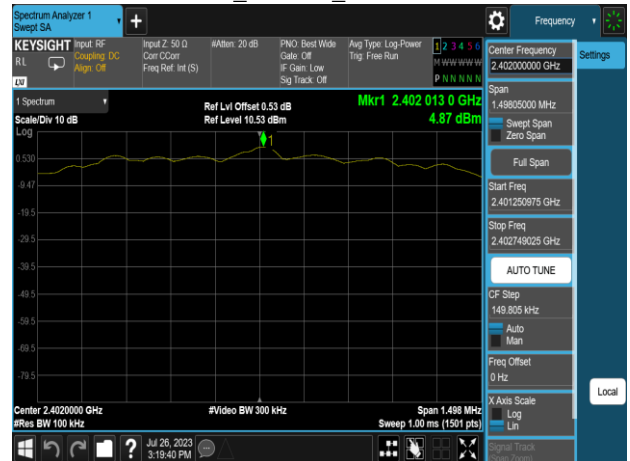 Spectrum Analyzer 1
Swept SA
Frequency
KEYSIGHT
RL
LXI
Input: RF
Coupling: DC
Align: Off
Input Z: 50 Ω
Corr CCorr
Freq Ref: Int (S)
#Atten: 20 dB
PNO: Best Wide
Gate: Off
IF Gain: Low
Sig Track: Off
Avg Type: Log-Power
Trig: Free Run
1 2 3 4 5 6
M W W W W W
P N N N N N
1 Spectrum
Scale/Div 10 dB
Ref Lvl Offset 0.53 dB
Ref Level 10.53 dBm
Mkr1 2.402 013 0 GHz
4.87 dBm
Log
1
0.530
-9.47
-19.5
-29.5
-39.5
-49.5
-59.5
-69.5
-79.5
Center 2.4020000 GHz
#Res BW 100 kHz
#Video BW 300 kHz
Span 1.498 MHz
Sweep 1.00 ms (1501 pts)
Center Frequency
2.402000000 GHz
Settings
Span
1.49805000 MHz
Swept Span
Zero Span
Full Span
Start Freq
2.401250975 GHz
Stop Freq
2.402749025 GHz
AUTO TUNE
CF Step
149.805 kHz
Auto
Man
Freq Offset
0 Hz
X Axis Scale
Log
Lin
Local
Signal Track
(Span Zoom)
?
Jul 26, 2023
3:19:40 PM